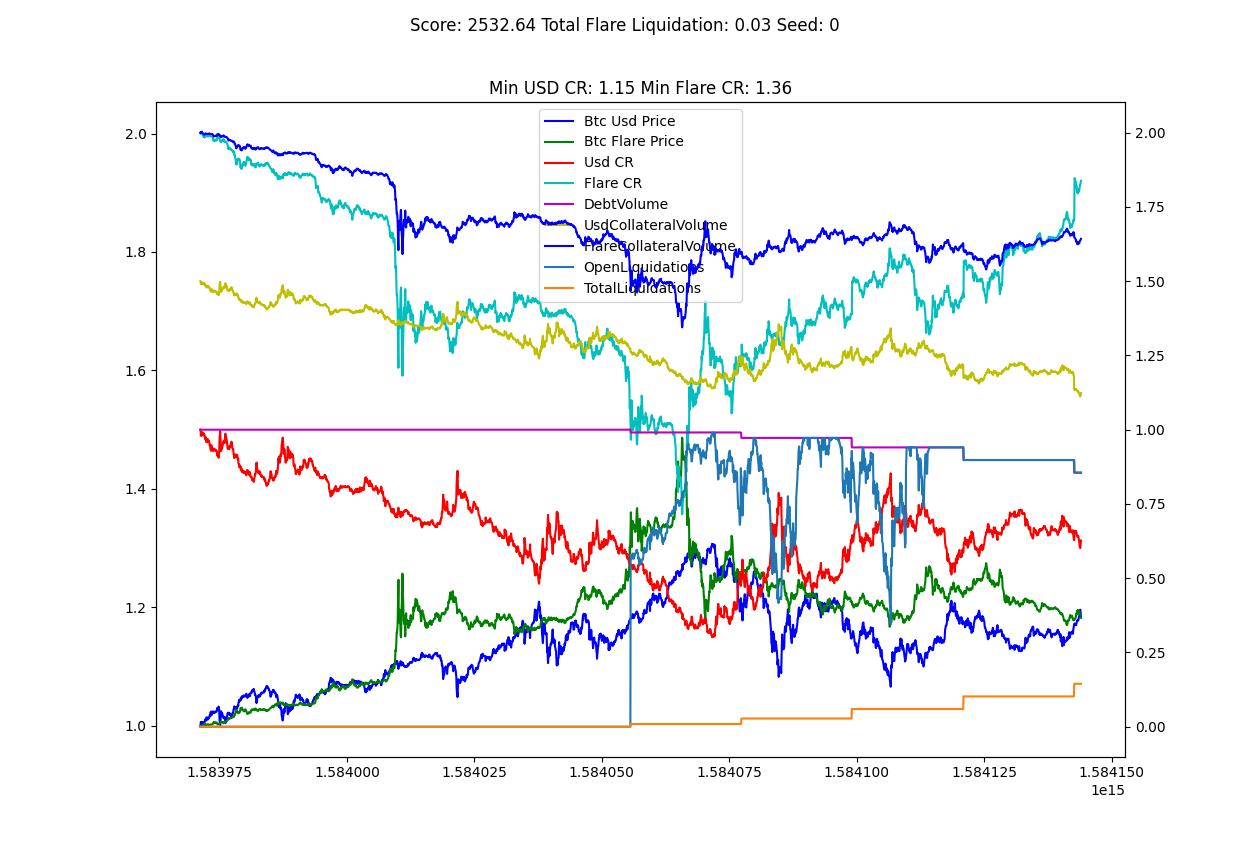 Score: 2532.64 Total Flare Liquidation: 0.03 Seed: 0
Min USD CR: 1.15 Min Flare CR: 1.36
Btc Usd Price
Btc Flare Price
Usd CR
Flare CR
DebtVolume
UsdCollateralVolume
FlareCollateralVolume
OpenLiquidations
TotalLiquidations
2.0
1.8
1.6
1.4
1.2
1.0
2.00
1.75
1.50
1.25
1.00
0.75
0.50
0.25
0.00
1.583975 1.584000 1.584025 1.584050 1.584075 1.584100 1.584125 1.584150
1e15